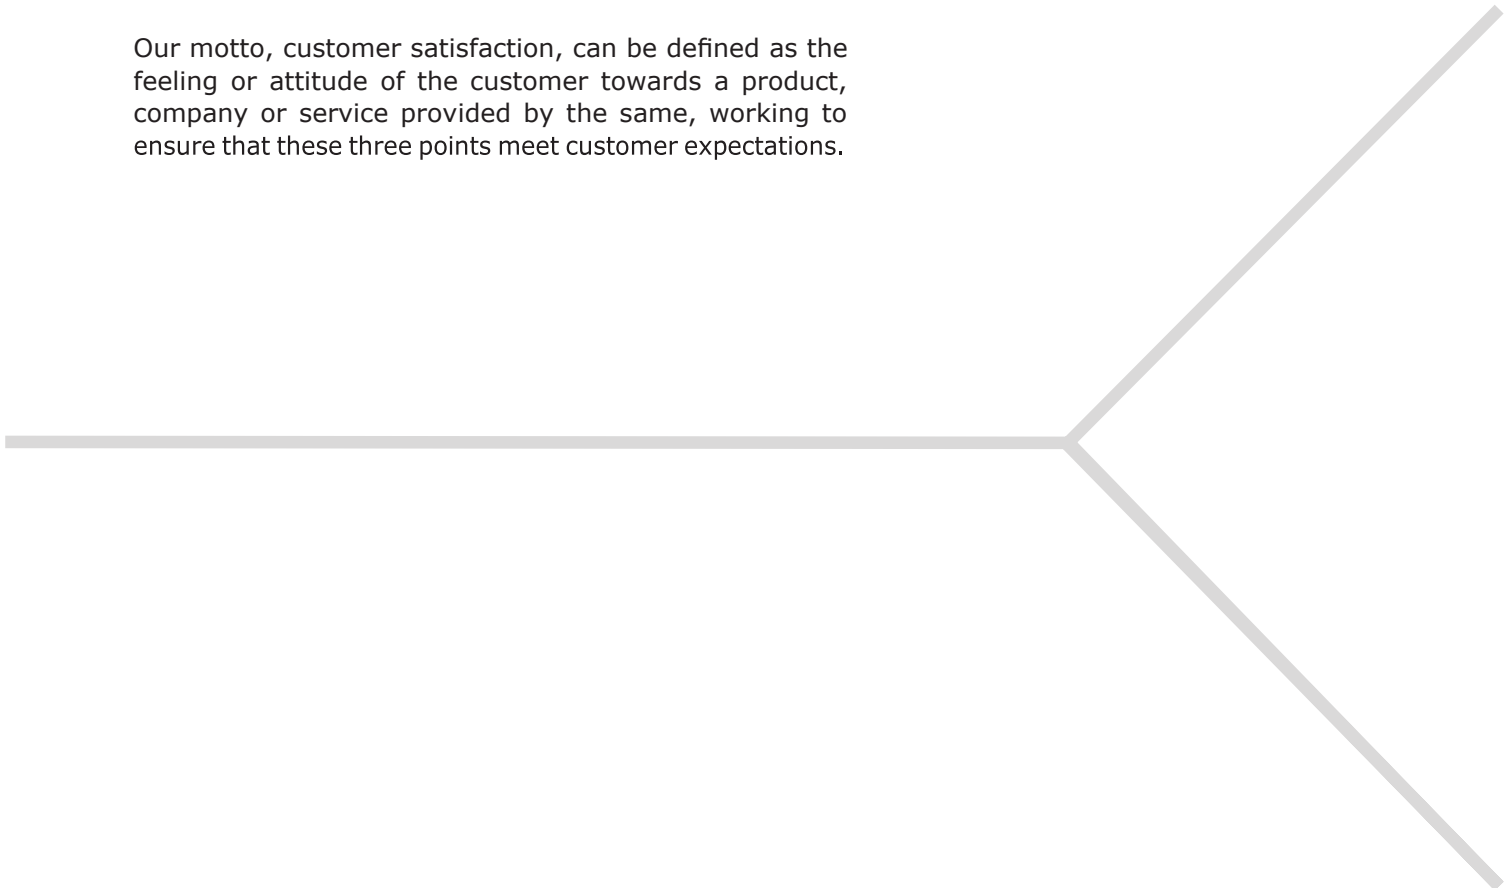 Our motto, customer satisfaction, can be defined as the
feeling or attitude of the customer towards a product,
company or service provided by the same, working to
ensure that these three points meet customer expectations.